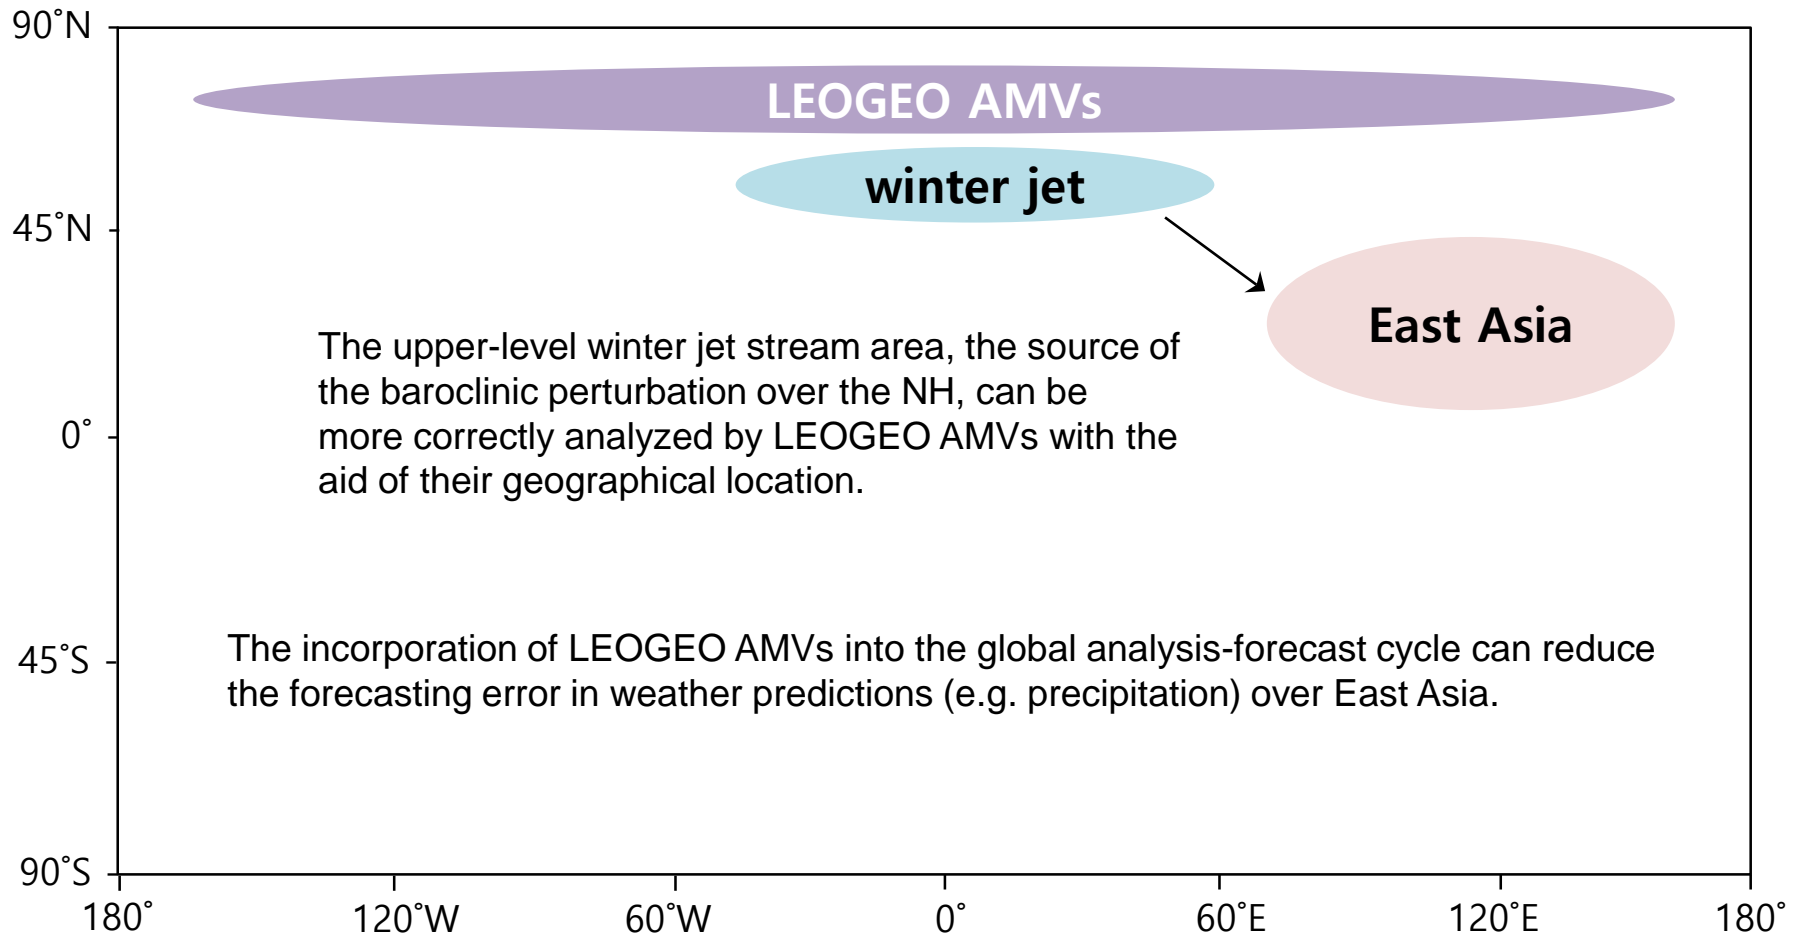 90˚N
LEOGEO AMVs
winter jet
45˚N
East Asia
The upper-level winter jet stream area, the source of
the baroclinic perturbation over the NH, can be
more correctly analyzed by LEOGEO AMVs with the
aid of their geographical location.
0˚
The incorporation of LEOGEO AMVs into the global analysis-forecast cycle can reduce
the forecasting error in weather predictions (e.g. precipitation) over East Asia.
45˚S
90˚S
180˚ 120˚W 60˚W 0˚ 60˚E 120˚E 180˚